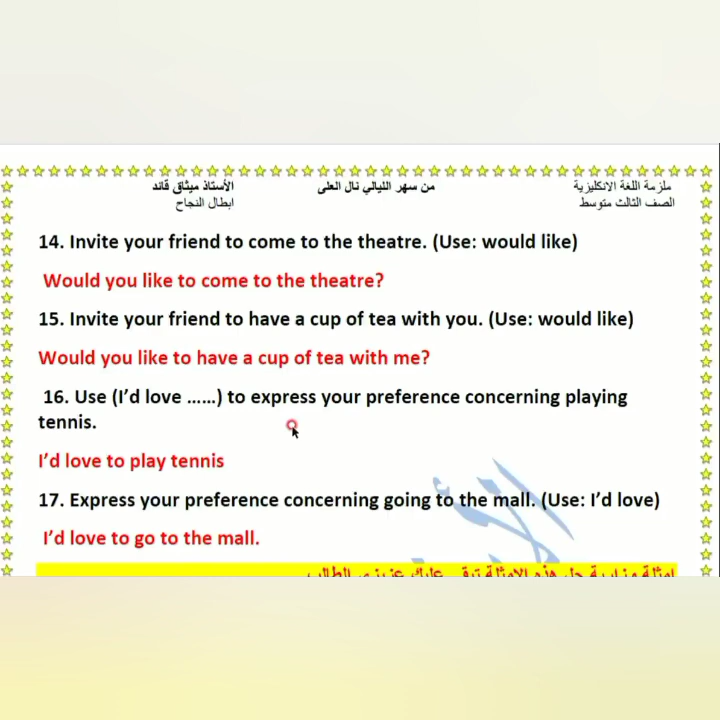 ملزمة اللغة الانكليزية من سهر الليالي نال العلى الأستاذ ميثاق قائد
الصف الثالث متوسط ابطال النجاح
14. Invite your friend to come to the theatre. (Use: would like)
Would you like to come to the theatre?
15. Invite your friend to have a cup of tea with you. (Use: would like)
Would you like to have a cup of tea with me?
16. Use (I’d love ......) to express your preference concerning playing
tennis.
I’d love to play tennis
17. Express your preference concerning going to the mall. (Use: I’d love)
I’d love to go to the mall.